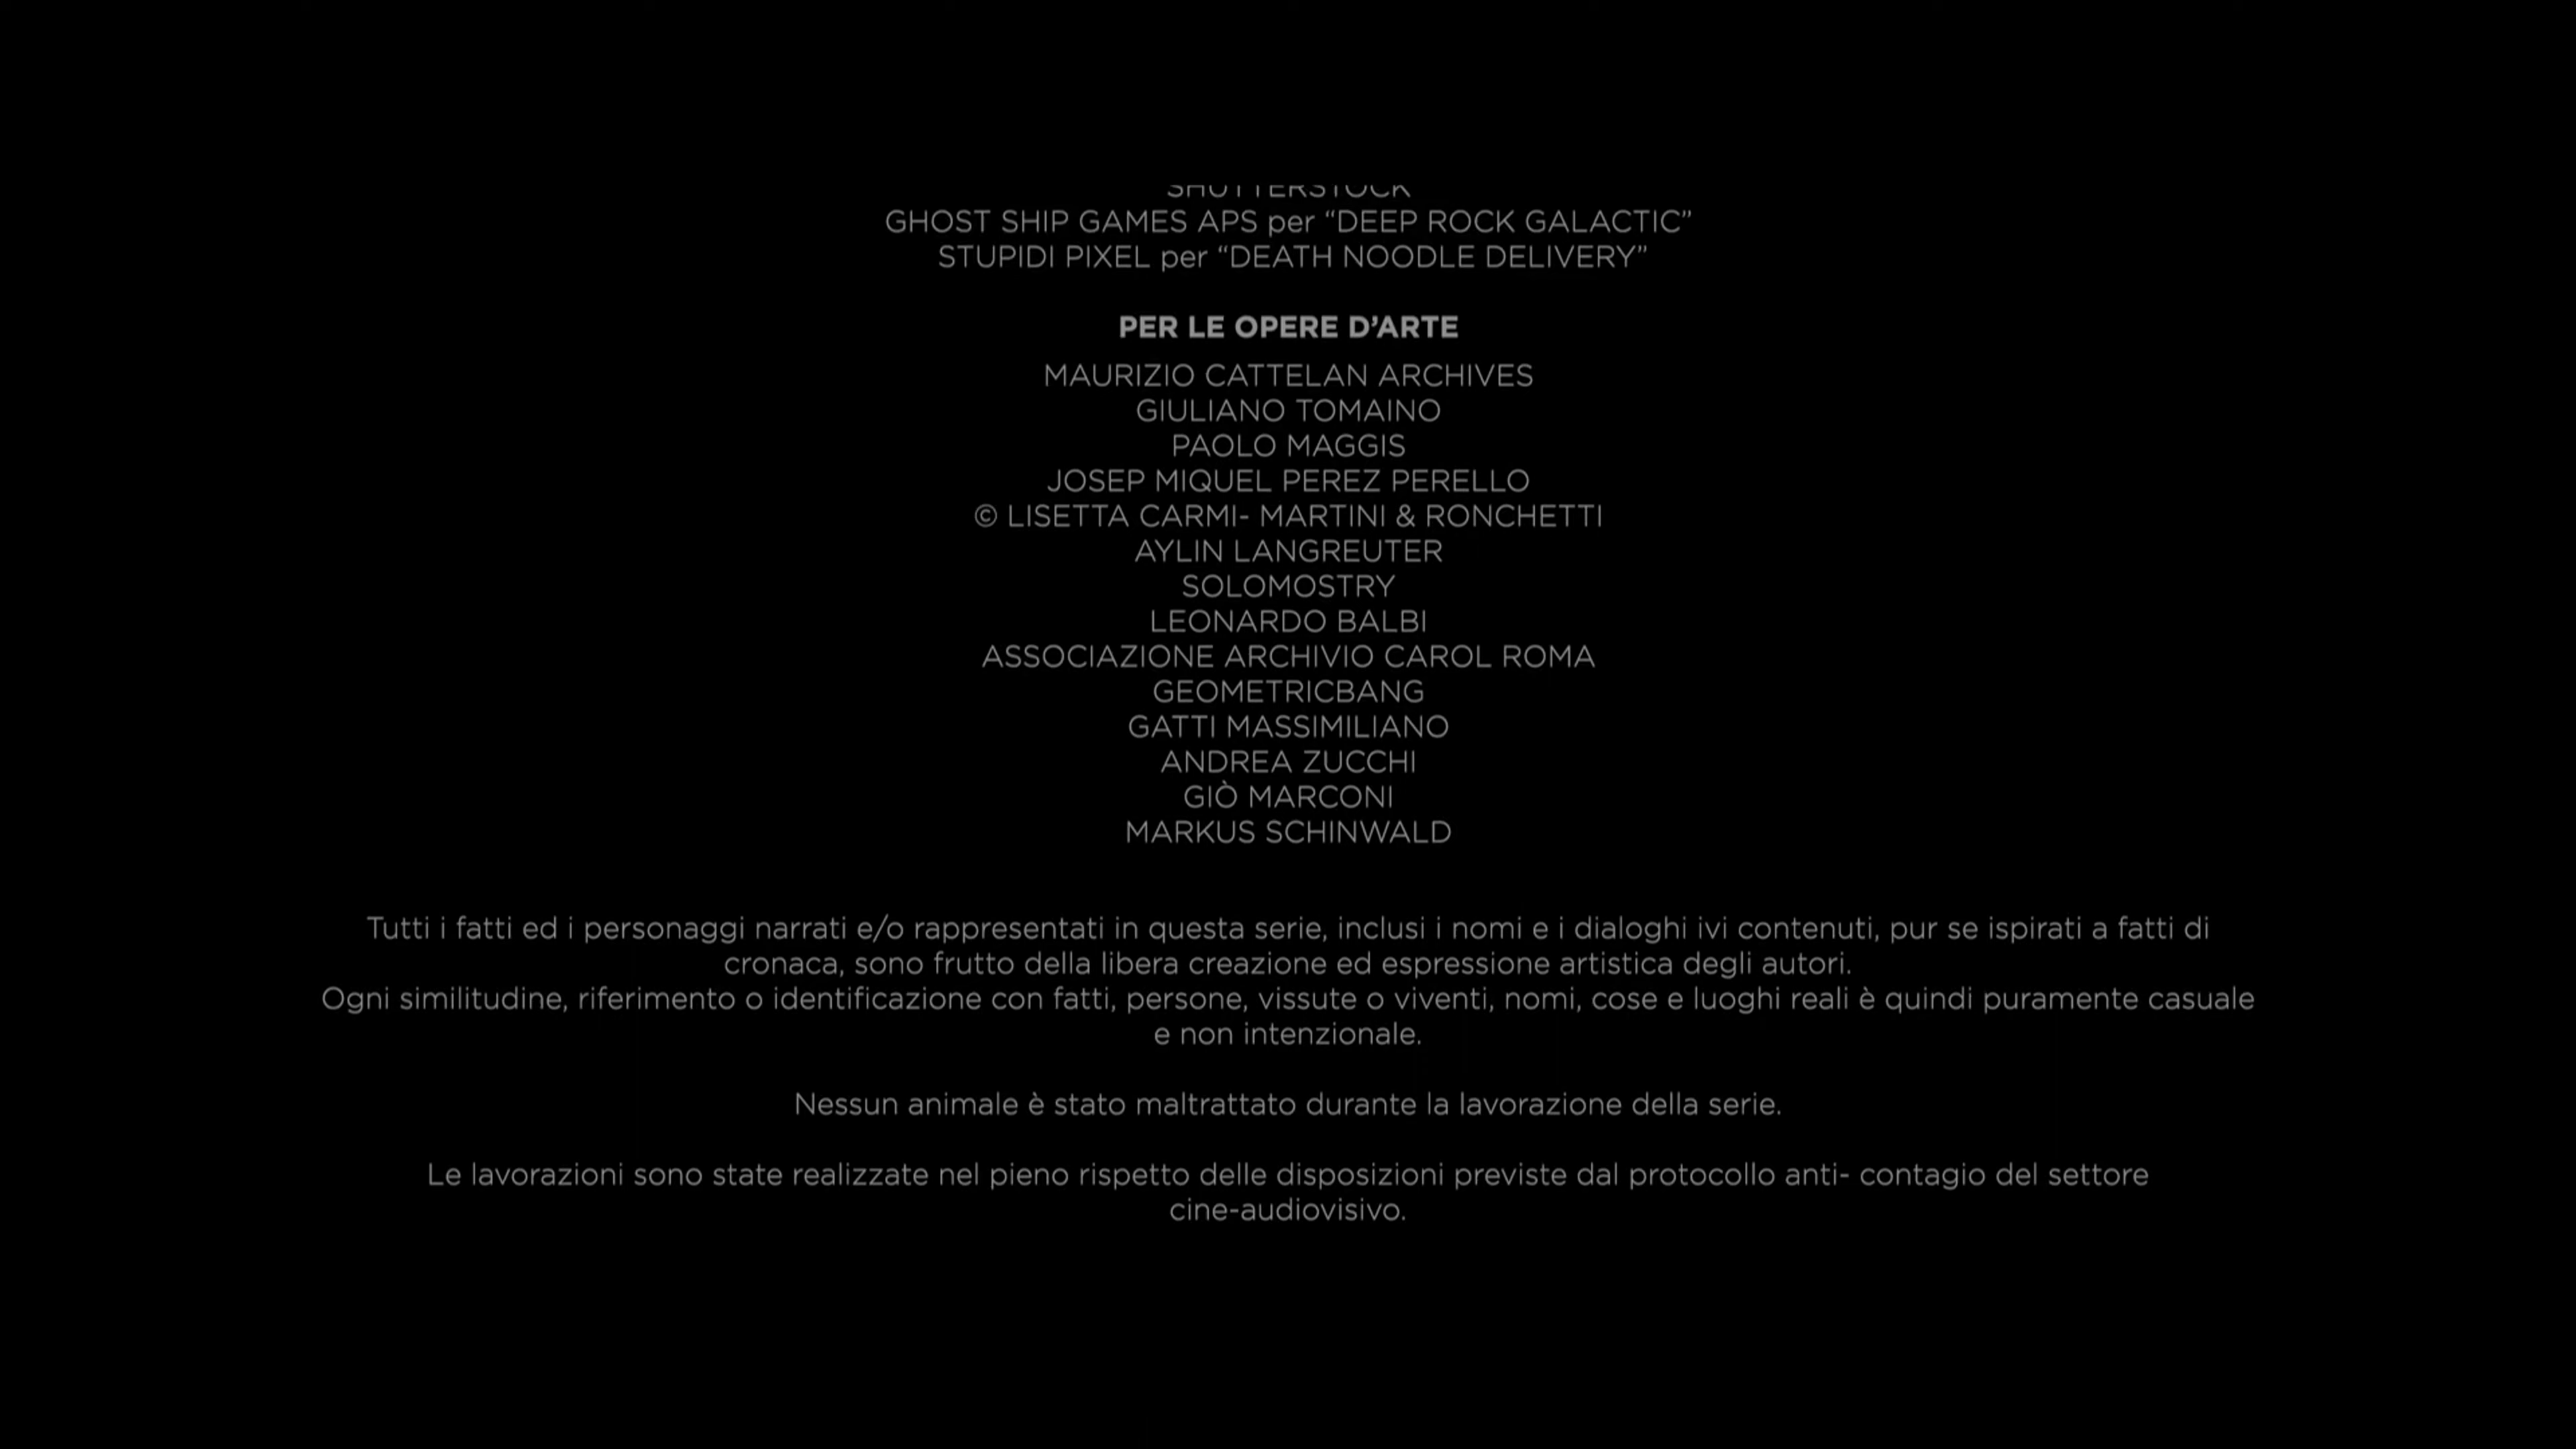 SHUTTERSTOCK
GHOST SHIP GAMES APS per “DEEP ROCK GALACTIC”
STUPIDI PIXEL per “DEATH NOODLE DELIVERY”
PER LE OPERE D’ARTE
MAURIZIO CATTELAN ARCHIVES
GIULIANO TOMAINO
PAOLO MAGGIS
JOSEP MIQUEL PEREZ PERELLO
© LISETTA CARMI- MARTINI & RONCHETTI
AYLIN LANGREUTER
SOLOMOSTRY
LEONARDO BALBI
ASSOCIAZIONE ARCHIVIO CAROL ROMA
GEOMETRICBANG
GATTI MASSIMILIANO
ANDREA ZUCCHI
GIÒ MARCONI
MARKUS SCHINWALD
Tutti i fatti ed i personaggi narrati e/o rappresentati in questa serie, inclusi i nomi e i dialoghi ivi contenuti, pur se ispirati a fatti di
cronaca, sono frutto della libera creazione ed espressione artistica degli autori.
Ogni similitudine, riferimento o identificazione con fatti, persone, vissute o viventi, nomi, cose e luoghi reali è quindi puramente casuale
e non intenzionale.
Nessun animale è stato maltrattato durante la lavorazione della serie.
Le lavorazioni sono state realizzate nel pieno rispetto delle disposizioni previste dal protocollo anti- contagio del settore
cine-audiovisivo.